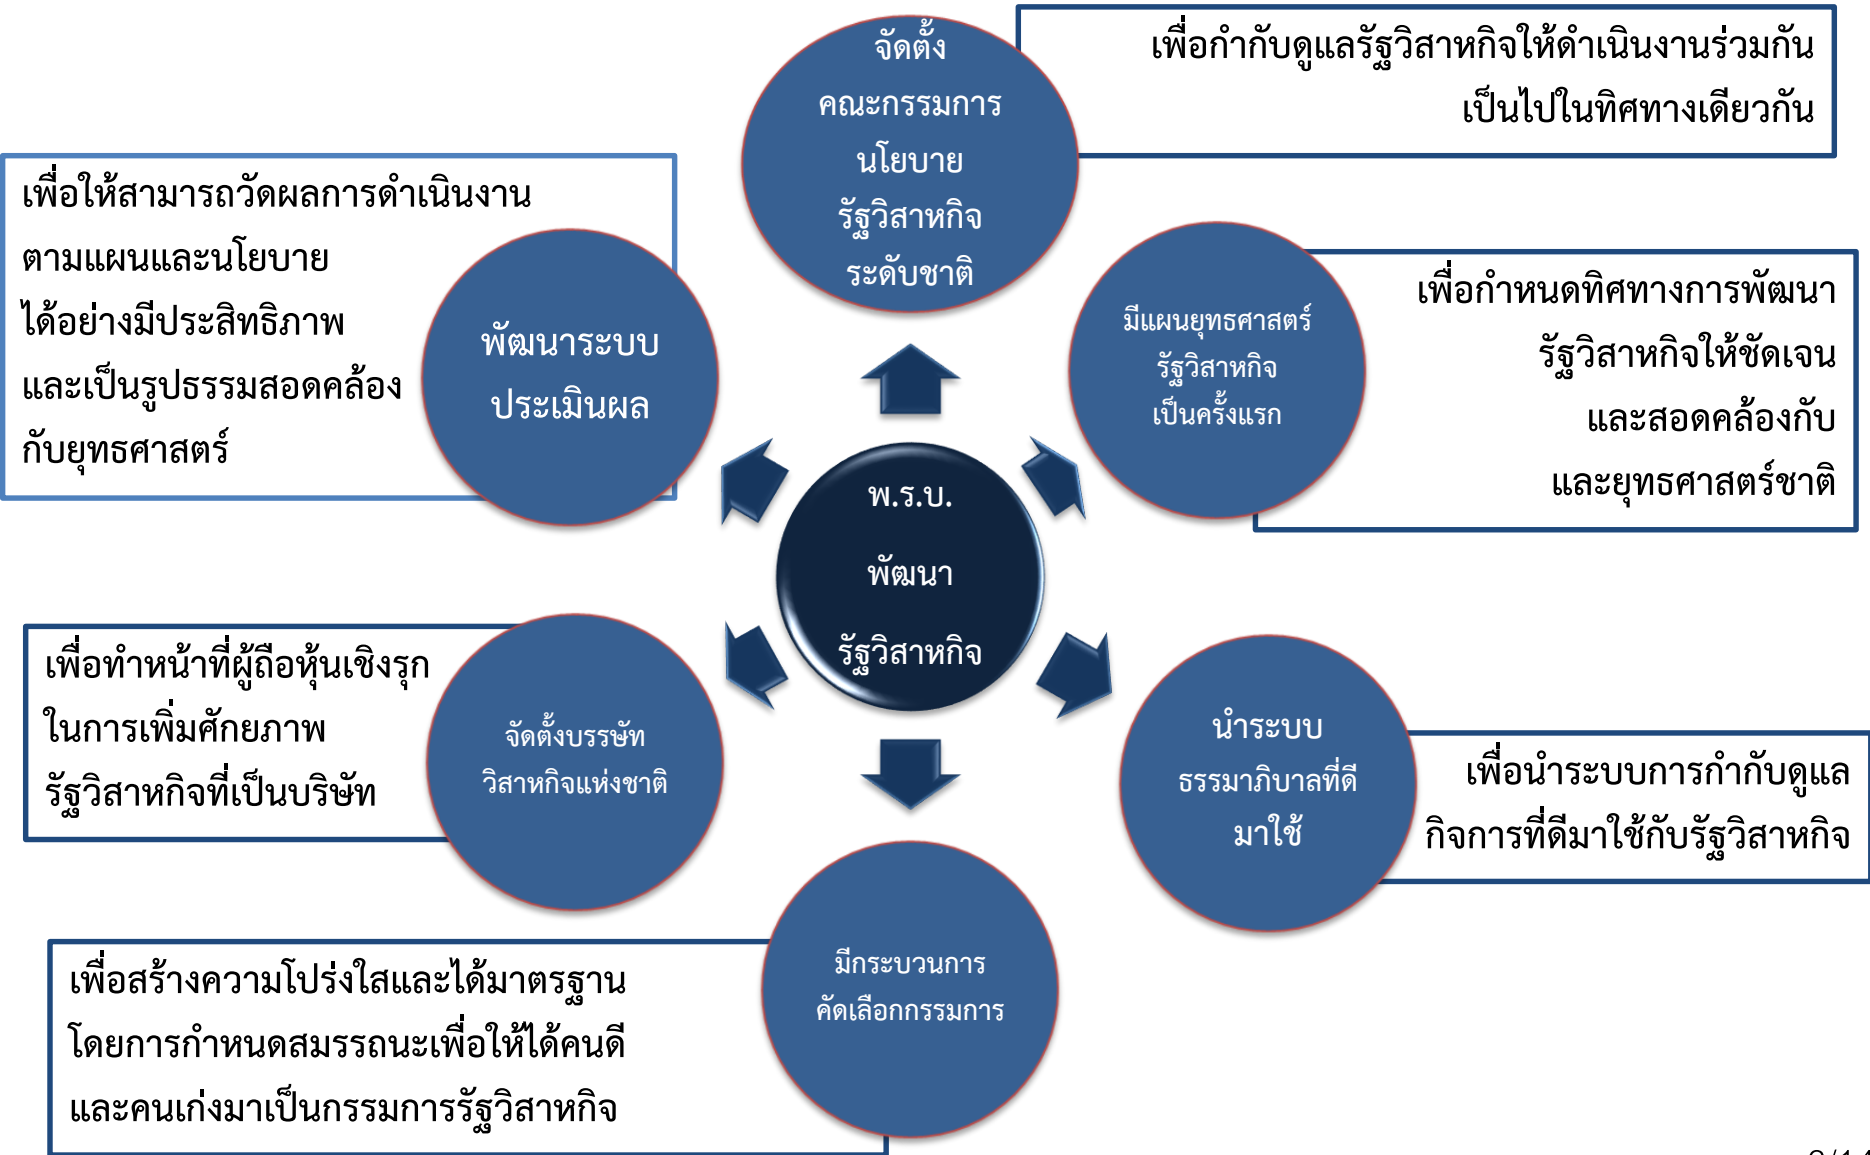 จัดตั้ง
คณะกรรมการ
นโยบาย
รัฐวิสาหกิจ
ระดับชาติ
เพื่อกำกับดูแลรัฐวิสาหกิจให้ดำเนินงานร่วมกัน
เป็นไปในทิศทางเดียวกัน
มีแผนยุทธศาสตร์
รัฐวิสาหกิจ
เป็นครั้งแรก
เพื่อกำหนดทิศทางการพัฒนา
รัฐวิสาหกิจให้ชัดเจน
และสอดคล้องกับ
และยุทธศาสตร์ชาติ
นำระบบ
ธรรมาภิบาลที่ดี
มาใช้
เพื่อนำระบบการกำกับดูแล
กิจการที่ดีมาใช้กับรัฐวิสาหกิจ
มีกระบวนการ
คัดเลือกกรรมการ
เพื่อสร้างความโปร่งใสและได้มาตรฐาน
โดยการกำหนดสมรรถนะเพื่อให้ได้คนดี
และคนเก่งมาเป็นกรรมการรัฐวิสาหกิจ
จัดตั้งบรรษัท
วิสาหกิจแห่งชาติ
เพื่อทำหน้าที่ผู้ถือหุ้นเชิงรุก
ในการเพิ่มศักยภาพ
รัฐวิสาหกิจที่เป็นบริษัท
พัฒนาระบบ
ประเมินผล
เพื่อให้สามารถวัดผลการดำเนินงาน
ตามแผนและนโยบาย
ได้อย่างมีประสิทธิภาพ
และเป็นรูปธรรมสอดคล้อง
กับยุทธศาสตร์
พ.ร.บ.
พัฒนา
รัฐวิสาหกิจ